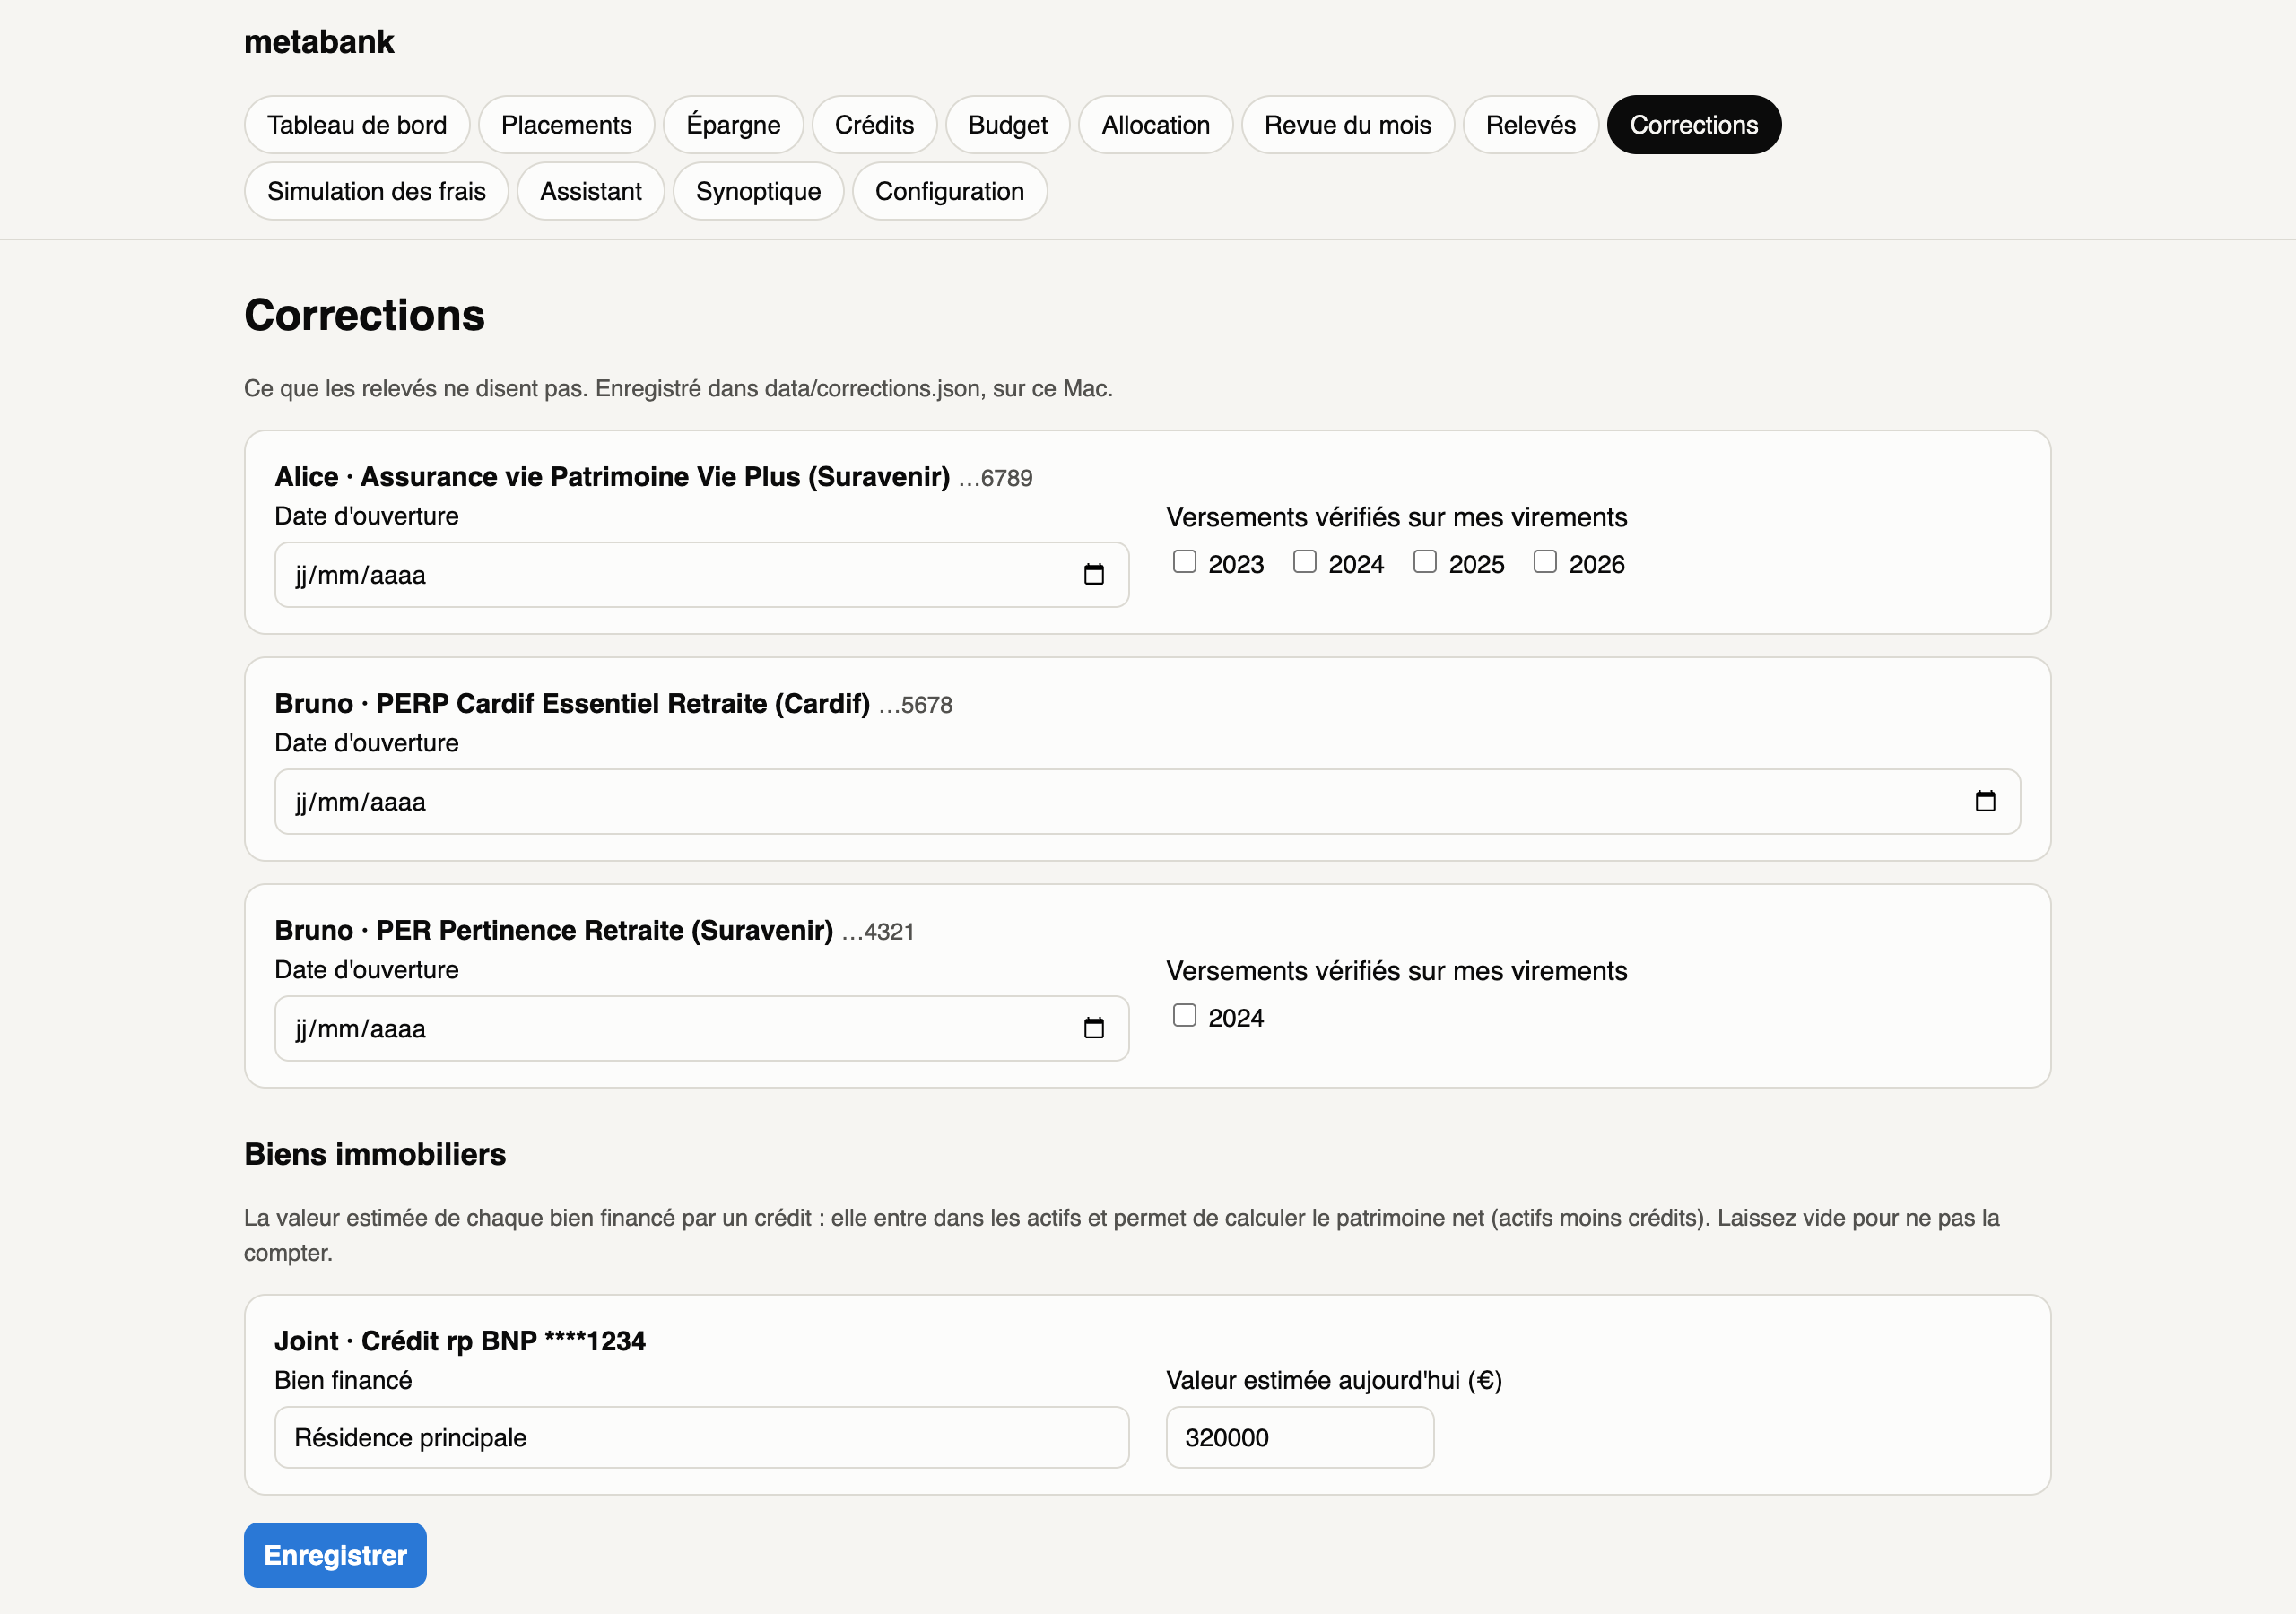 metabank
Tableau de bord Placements Épargne Crédits Budget Allocation Revue du mois Relevés Corrections
Simulation des frais Assistant Synoptique Configuration
Corrections
Ce que les relevés ne disent pas. Enregistré dans data/corrections.json, sur ce Mac.
Alice · Assurance vie Patrimoine Vie Plus (Suravenir) …6789
Date d'ouverture
jj/mm/aaaa
Versements vérifiés sur mes virements
2023 2024 2025 2026
Bruno · PERP Cardif Essentiel Retraite (Cardif) …5678
Date d'ouverture
jj/mm/aaaa
Bruno · PER Pertinence Retraite (Suravenir) …4321
Date d'ouverture
jj/mm/aaaa
Versements vérifiés sur mes virements
2024
Biens immobiliers
La valeur estimée de chaque bien financé par un crédit : elle entre dans les actifs et permet de calculer le patrimoine net (actifs moins crédits). Laissez vide pour ne pas la
compter.
Joint · Crédit rp BNP ****1234
Bien financé
Résidence principale
Valeur estimée aujourd'hui (€)
320000
Enregistrer